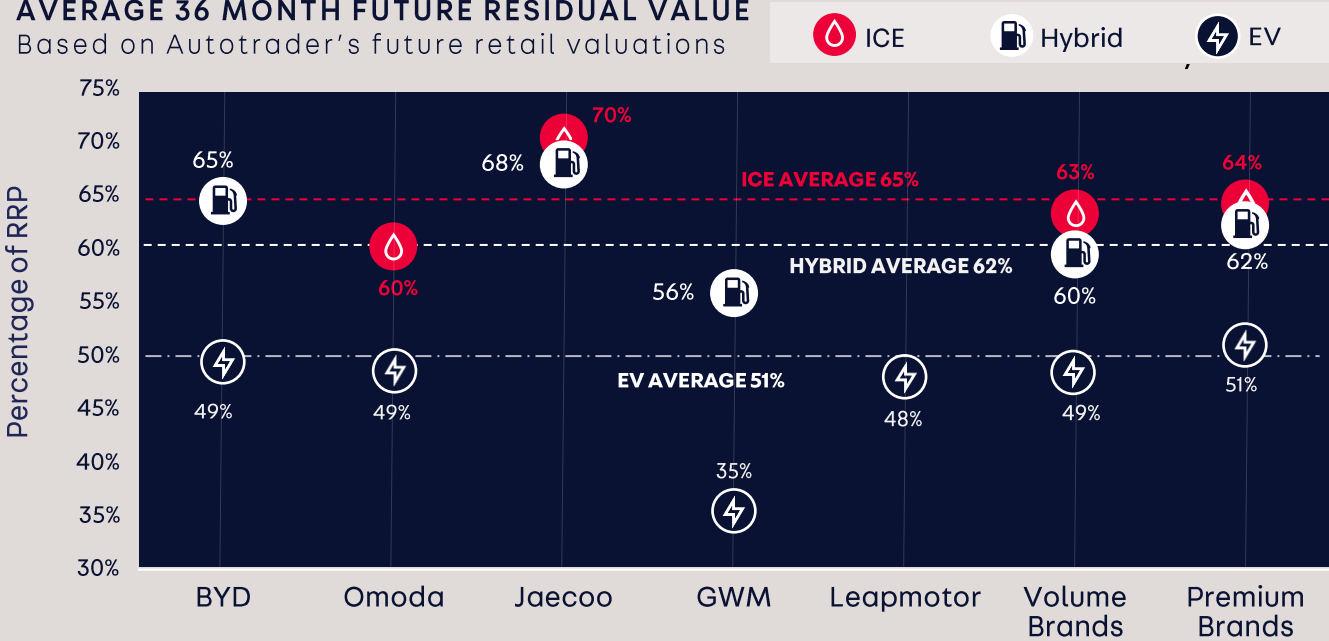 AVERAGE 36 MONTH FUTURE RESIDUAL VALUE
Based on Autotrader's future retail valuations
ICE
Hybrid
EV
Percentage of RRP
75%
70%
65%
60%
55%
50%
45%
40%
35%
30%
65%
49%
60%
49%
70%
68%
56%
35%
48%
63%
60%
49%
64%
62%
51%
ICE AVERAGE 65%
HYBRID AVERAGE 62%
EV AVERAGE 51%
BYD
Omoda
Jaecoo
GWM
Leapmotor
Volume
Brands
Premium
Brands